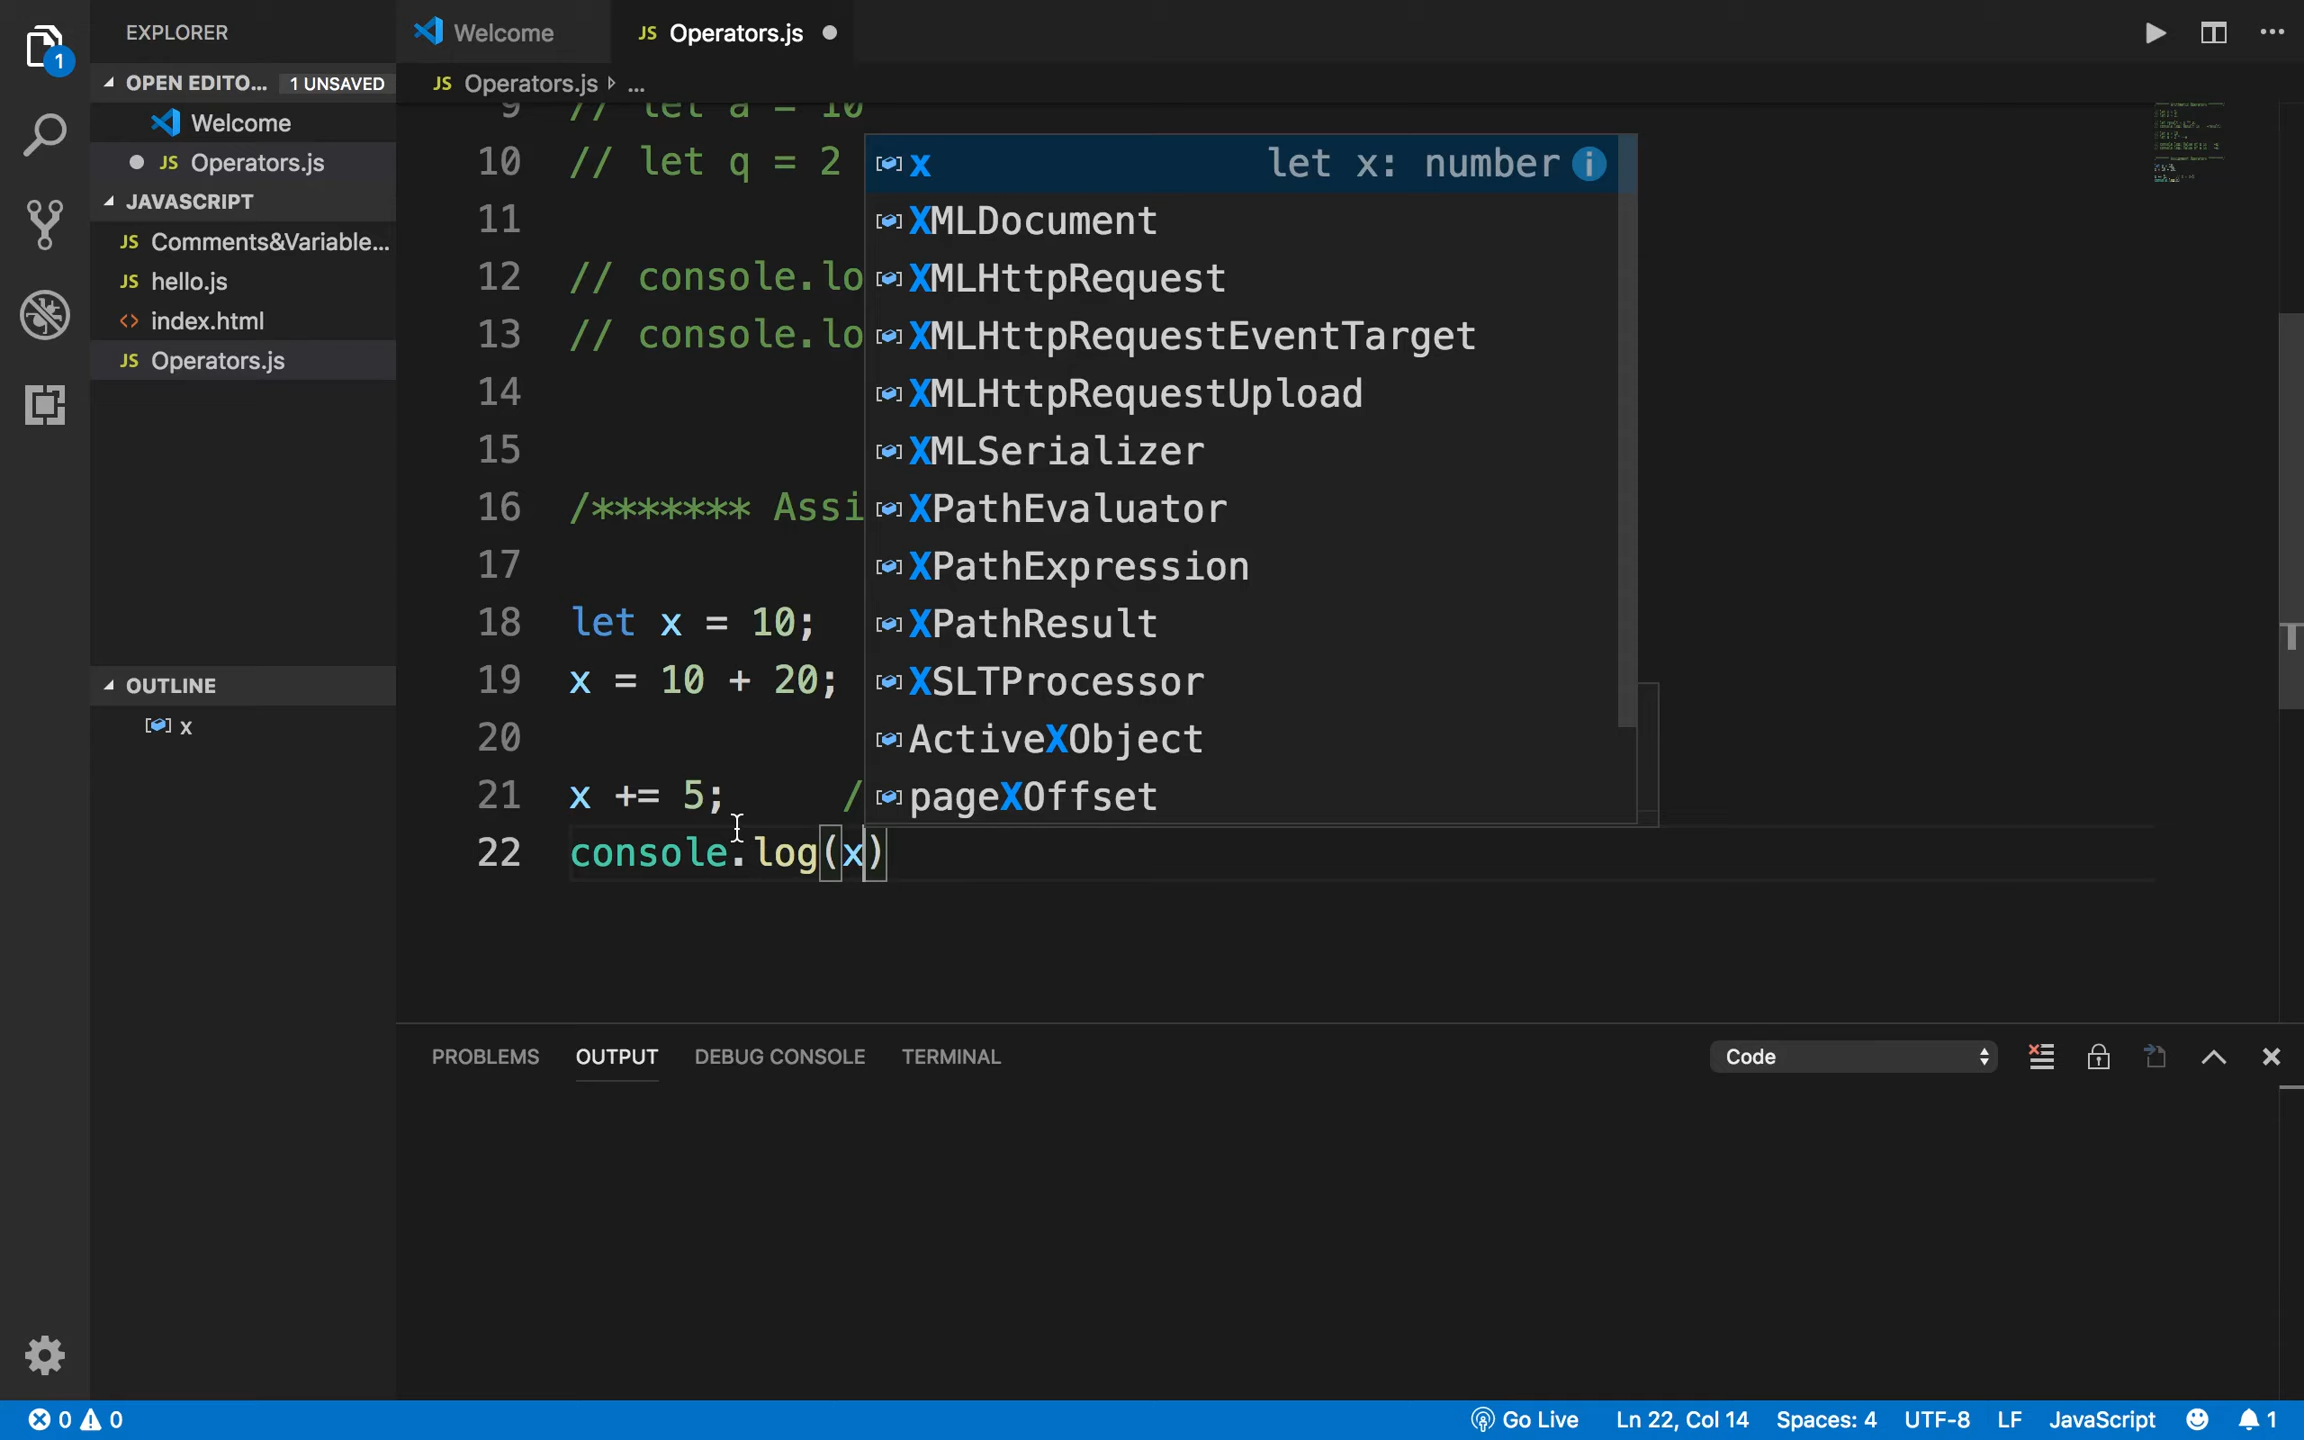 EXPLORER
Welcome
JS Operators.js
1
OPEN EDITO... 1 UNSAVED
JS Operators.js ...
Welcome
JS Operators.js
JAVASCRIPT
JS Comments&Variable...
JS hello.js
<> index.html
JS Operators.js
OUTLINE
x
9 // let a = 10
10 // let q = 2
11
12 // console.lo
13 // console.lo
14
15
16 /******* Assi
17
18 let x = 10;
19 x = 10 + 20;
20
21 x += 5; /
22 console.log(x)
x let x: number
XMLDocument
XMLHttpRequest
XMLHttpRequestEventTarget
XMLHttpRequestUpload
XMLSerializer
XPathEvaluator
XPathExpression
XPathResult
XSLTProcessor
ActiveXObject
pageXOffset
PROBLEMS OUTPUT DEBUG CONSOLE TERMINAL Code
0 0 Go Live Ln 22, Col 14 Spaces: 4 UTF-8 LF JavaScript 1